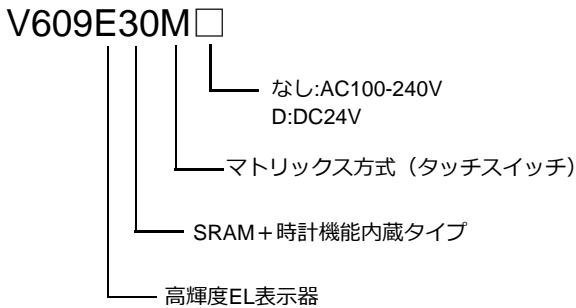 V609E30M□
なし:AC100-240V
D:DC24V
マトリックス方式（タッチスイッチ）
SRAM＋時計機能内蔵タイプ
高輝度EL表示器